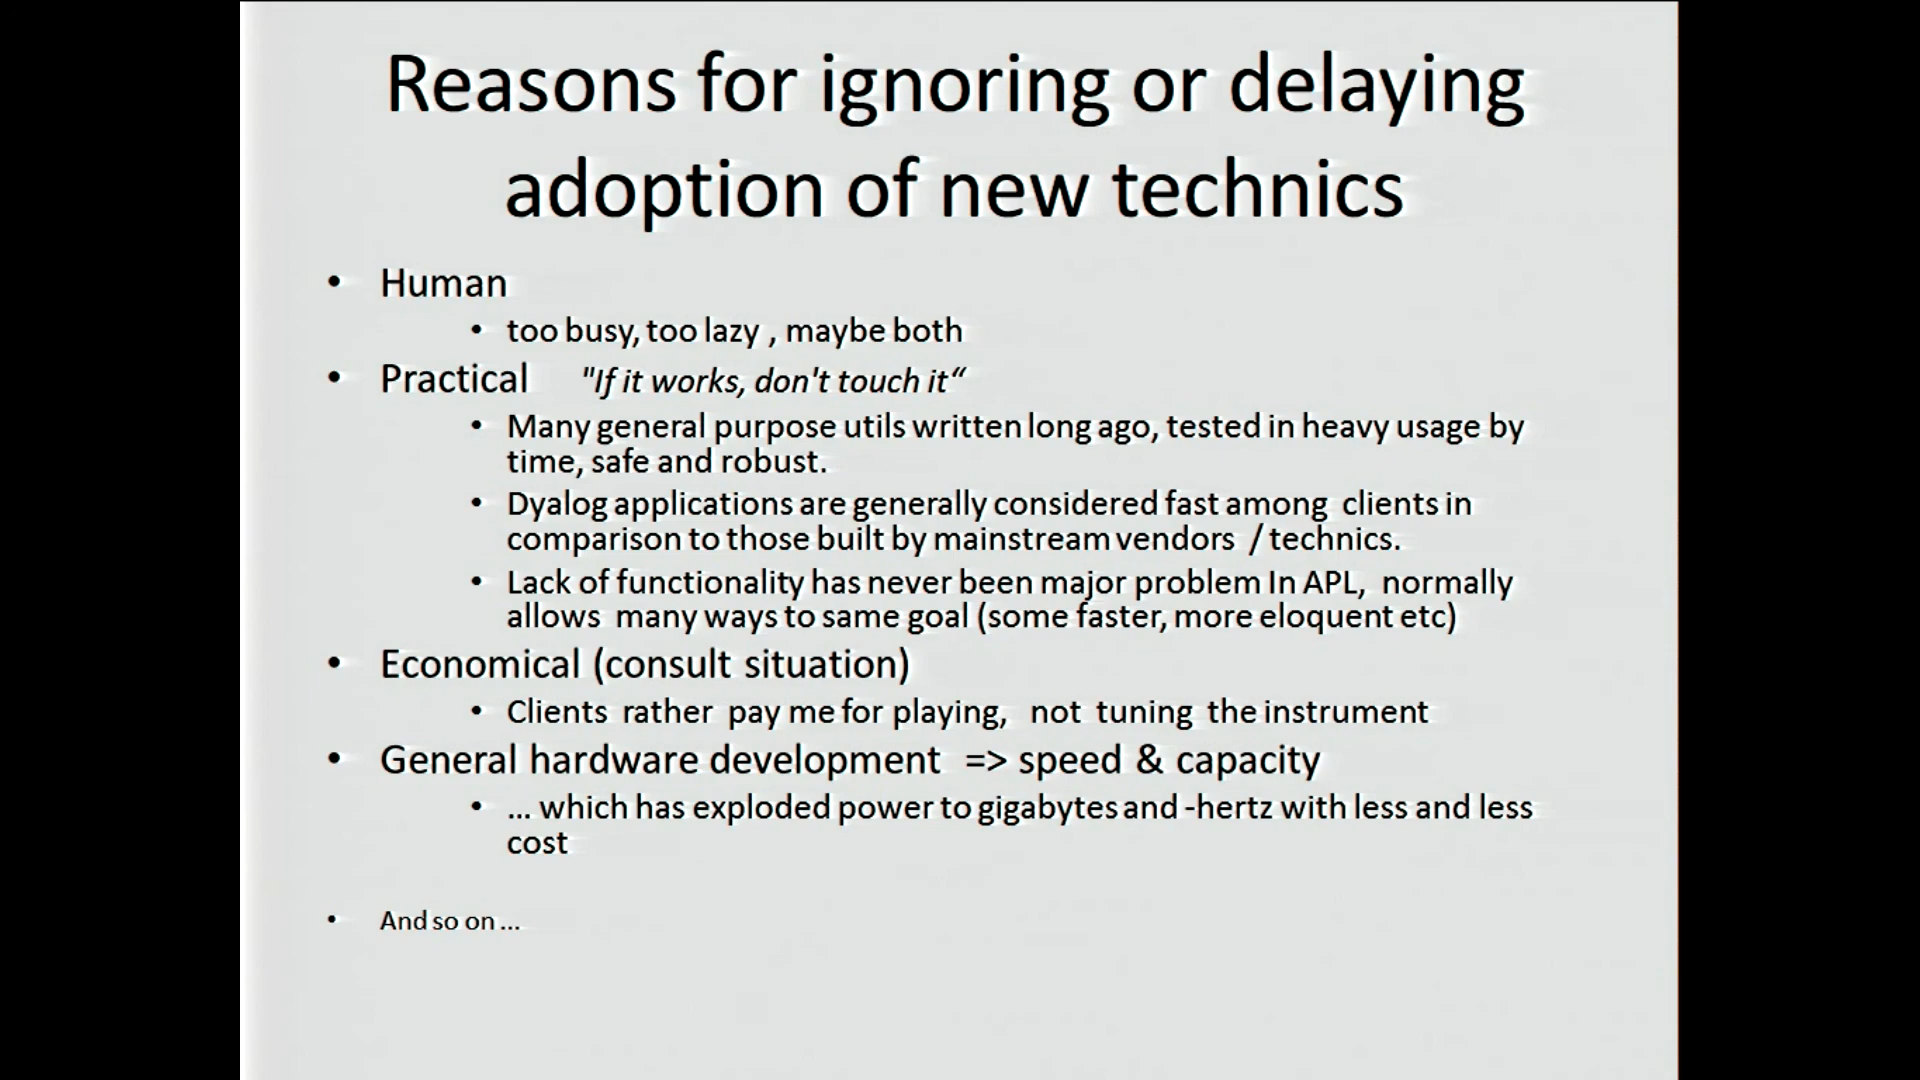 Reasons for ignoring or delaying
adoption of new technics
• Human
• too busy, too lazy , maybe both
• Practical "If it works, don't touch it“
• Many general purpose utils written long ago, tested in heavy usage by
time, safe and robust.
• Dyalog applications are generally considered fast among clients in
comparison to those built by mainstream vendors / technics.
• Lack of functionality has never been major problem In APL, normally
allows many ways to same goal (some faster, more eloquent etc)
• Economical (consult situation)
• Clients rather pay me for playing, not tuning the instrument
• General hardware development => speed & capacity
• ... which has exploded power to gigabytes and -hertz with less and less
cost
• And so on ...